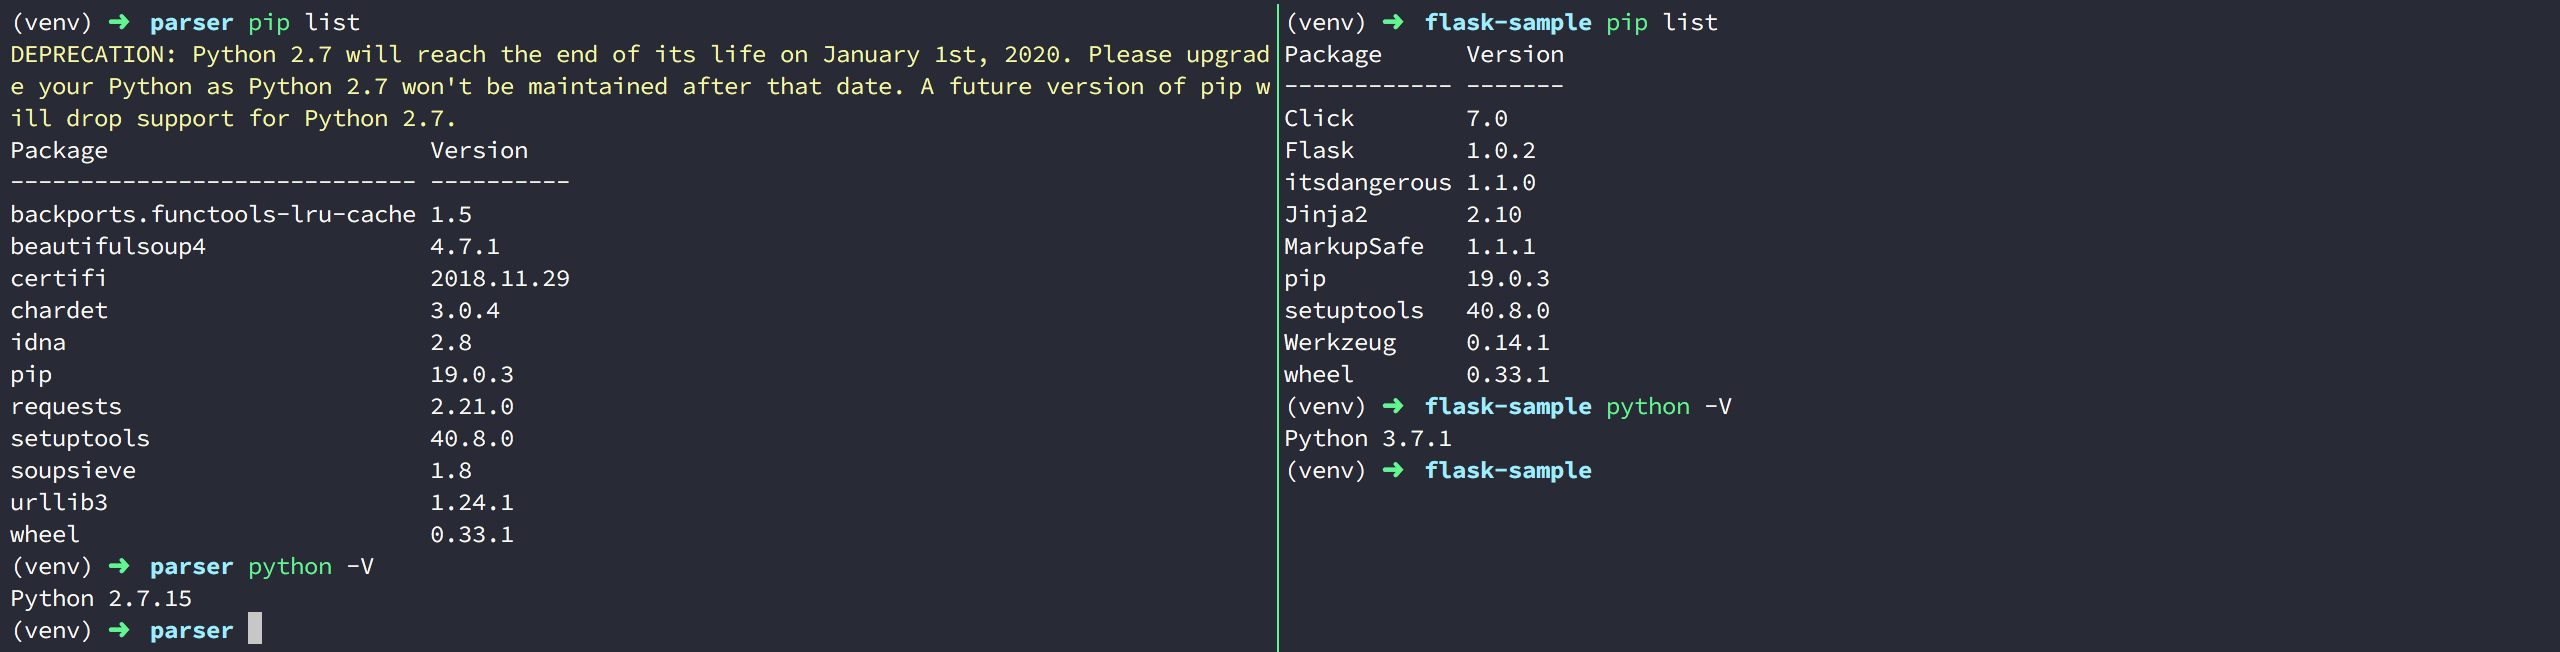 (venv) ➜ parser pip list
DEPRECATION: Python 2.7 will reach the end of its life on January 1st, 2020. Please upgrad
e your Python as Python 2.7 won't be maintained after that date. A future version of pip w
ill drop support for Python 2.7.
Package                       Version
----------------------------- ----------
backports.functools-lru-cache 1.5
beautifulsoup4                4.7.1
certifi                       2018.11.29
chardet                       3.0.4
idna                          2.8
pip                           19.0.3
requests                      2.21.0
setuptools                    40.8.0
soupsieve                     1.8
urllib3                       1.24.1
wheel                         0.33.1
(venv) ➜ parser python -V
Python 2.7.15
(venv) ➜ parser
(venv) ➜ flask-sample pip list
Package      Version
------------ -------
Click        7.0
Flask        1.0.2
itsdangerous 1.1.0
Jinja2       2.10
MarkupSafe   1.1.1
pip          19.0.3
setuptools   40.8.0
Werkzeug     0.14.1
wheel        0.33.1
(venv) ➜ flask-sample python -V
Python 3.7.1
(venv) ➜ flask-sample